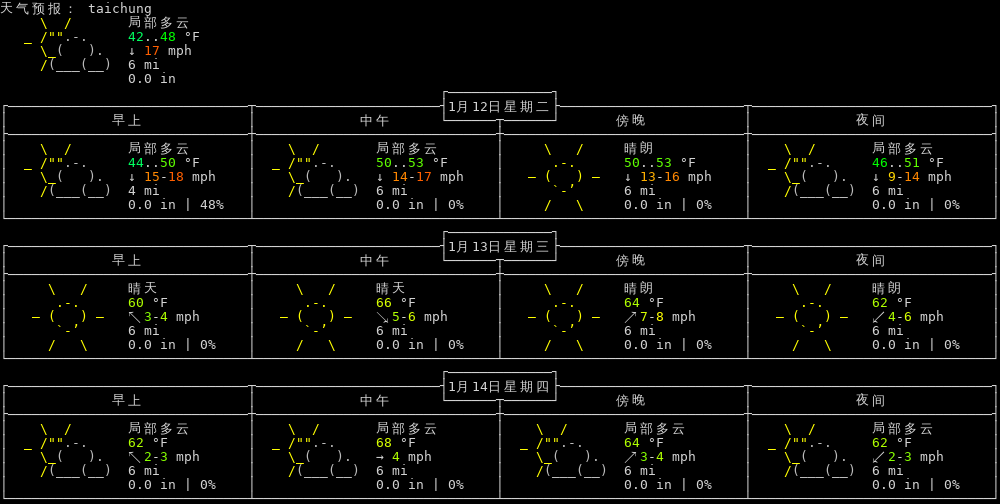 天气预报： taichung
局部多云
42..48 °F
↓ 17 mph
6 mi
0.0 in
1月12日星期二
早上 中午 傍晚 夜间
局部多云 局部多云 晴朗 局部多云
44..50 °F 50..53 °F 50..53 °F 46..51 °F
↓ 15-18 mph ↓ 14-17 mph ↓ 13-16 mph ↓ 9-14 mph
4 mi 6 mi 6 mi 6 mi
0.0 in | 48% 0.0 in | 0% 0.0 in | 0% 0.0 in | 0%
1月13日星期三
早上 中午 傍晚 夜间
晴天 晴天 晴朗 晴朗
60 °F 66 °F 64 °F 62 °F
↖ 3-4 mph ↘ 5-6 mph ↗ 7-8 mph ↙ 4-6 mph
6 mi 6 mi 6 mi 6 mi
0.0 in | 0% 0.0 in | 0% 0.0 in | 0% 0.0 in | 0%
1月14日星期四
早上 中午 傍晚 夜间
局部多云 局部多云 局部多云 局部多云
62 °F 68 °F 64 °F 62 °F
↖ 2-3 mph → 4 mph ↗ 3-4 mph ↙ 2-3 mph
6 mi 6 mi 6 mi 6 mi
0.0 in | 0% 0.0 in | 0% 0.0 in | 0% 0.0 in | 0%